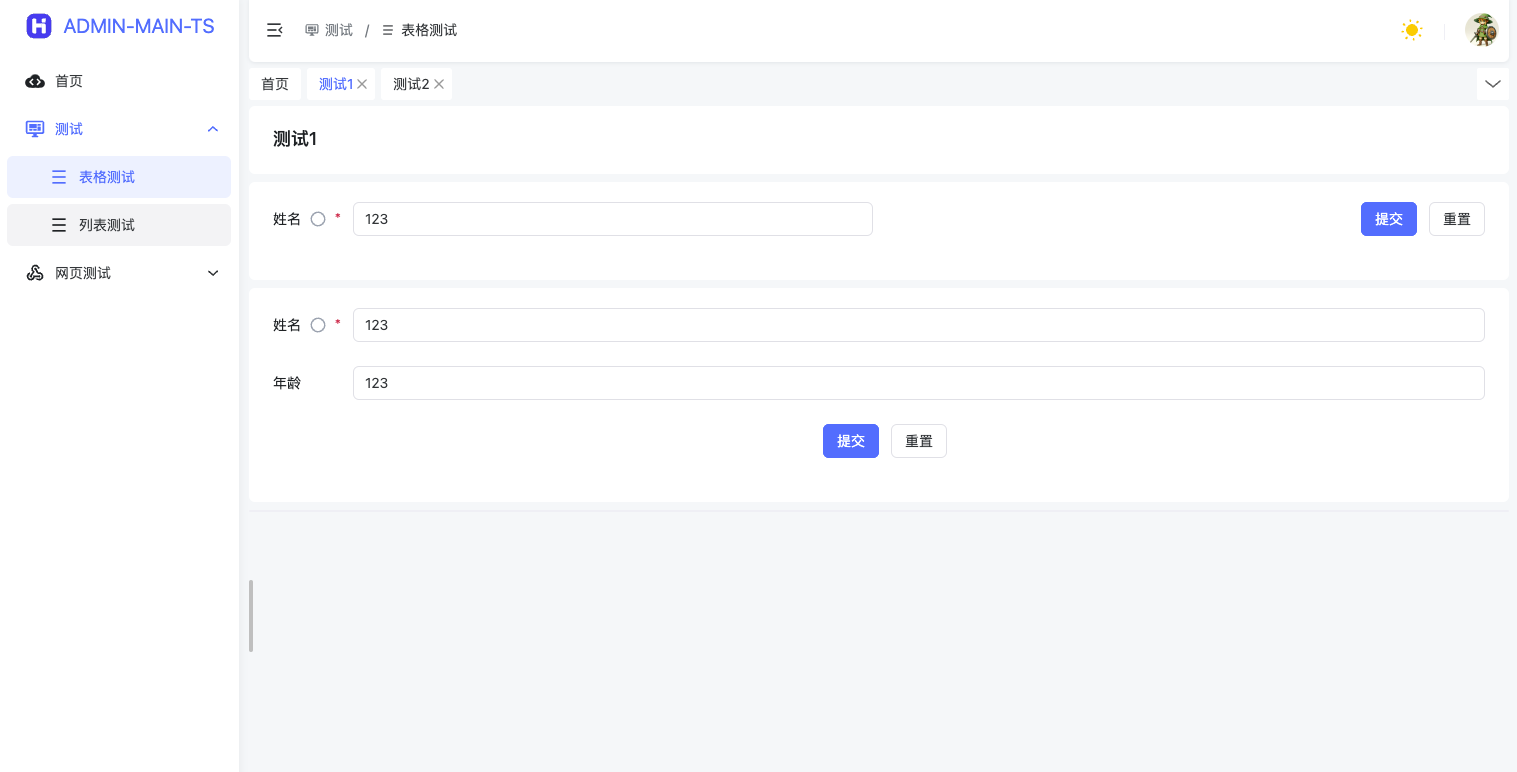 ADMIN-MAIN-TS
首页
测试
表格测试
列表测试
网页测试
测试 / 表格测试
首页 测试1 测试2
测试1
姓名 * 123 提交 重置
姓名 * 123
年龄 123
提交 重置